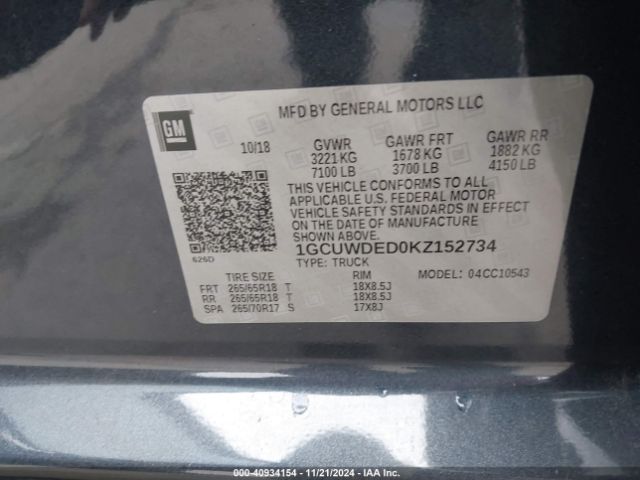 MFD BY GENERAL MOTORS LLC
GM
10/18 GVWR GAWR FRT GAWR RR
3221 KG 1678 KG 1882 KG
7100 LB 3700 LB 4150 LB
THIS VEHICLE CONFORMS TO ALL
APPLICABLE U.S. FEDERAL MOTOR
VEHICLE SAFETY STANDARDS IN
EFFECT ON THE DATE OF MANUFACTURE
SHOWN ABOVE.
626D
1GCUWDED0KZ152734
TYPE: TRUCK
TIRE SIZE RIM MODEL: 04CC10543
FRT 265/65R18 T 18X8.5J
RR 265/65R18 T 18X8.5J
SPA 265/70R17 S 17X8J
STOCK: 40934154 - 11/21/2024 - IAA Inc.